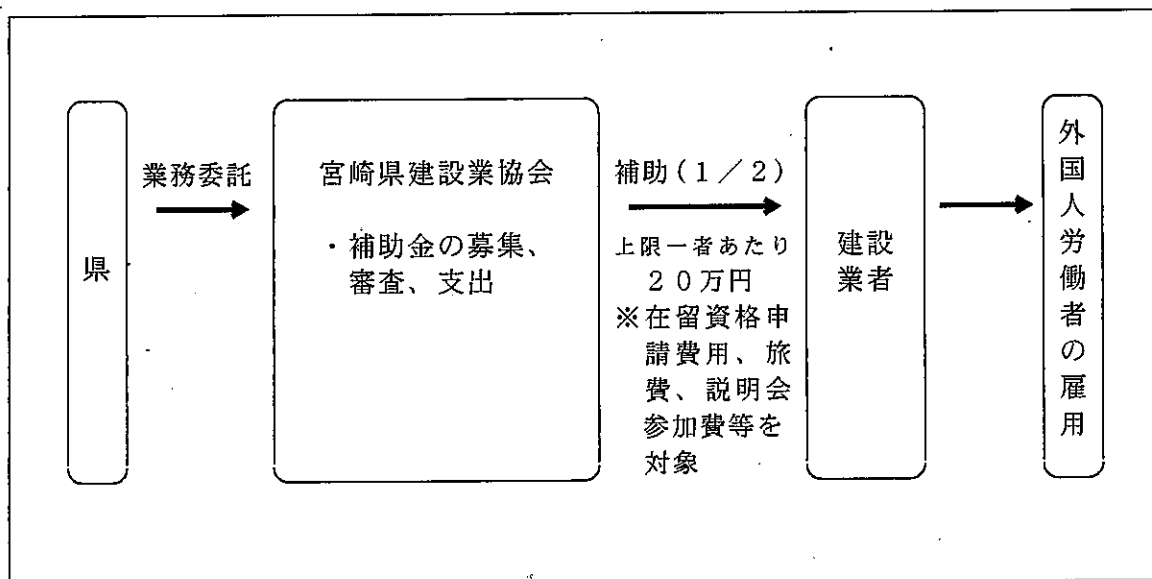 県
業務委託
宮崎県建設業協会
・補助金の募集、
審査、支出
補助(1/2)
上限一者あたり
20万円
※在留資格申
請費用、旅
費、説明会
参加費等を
対象
建設
業者
外国人労働者の雇用